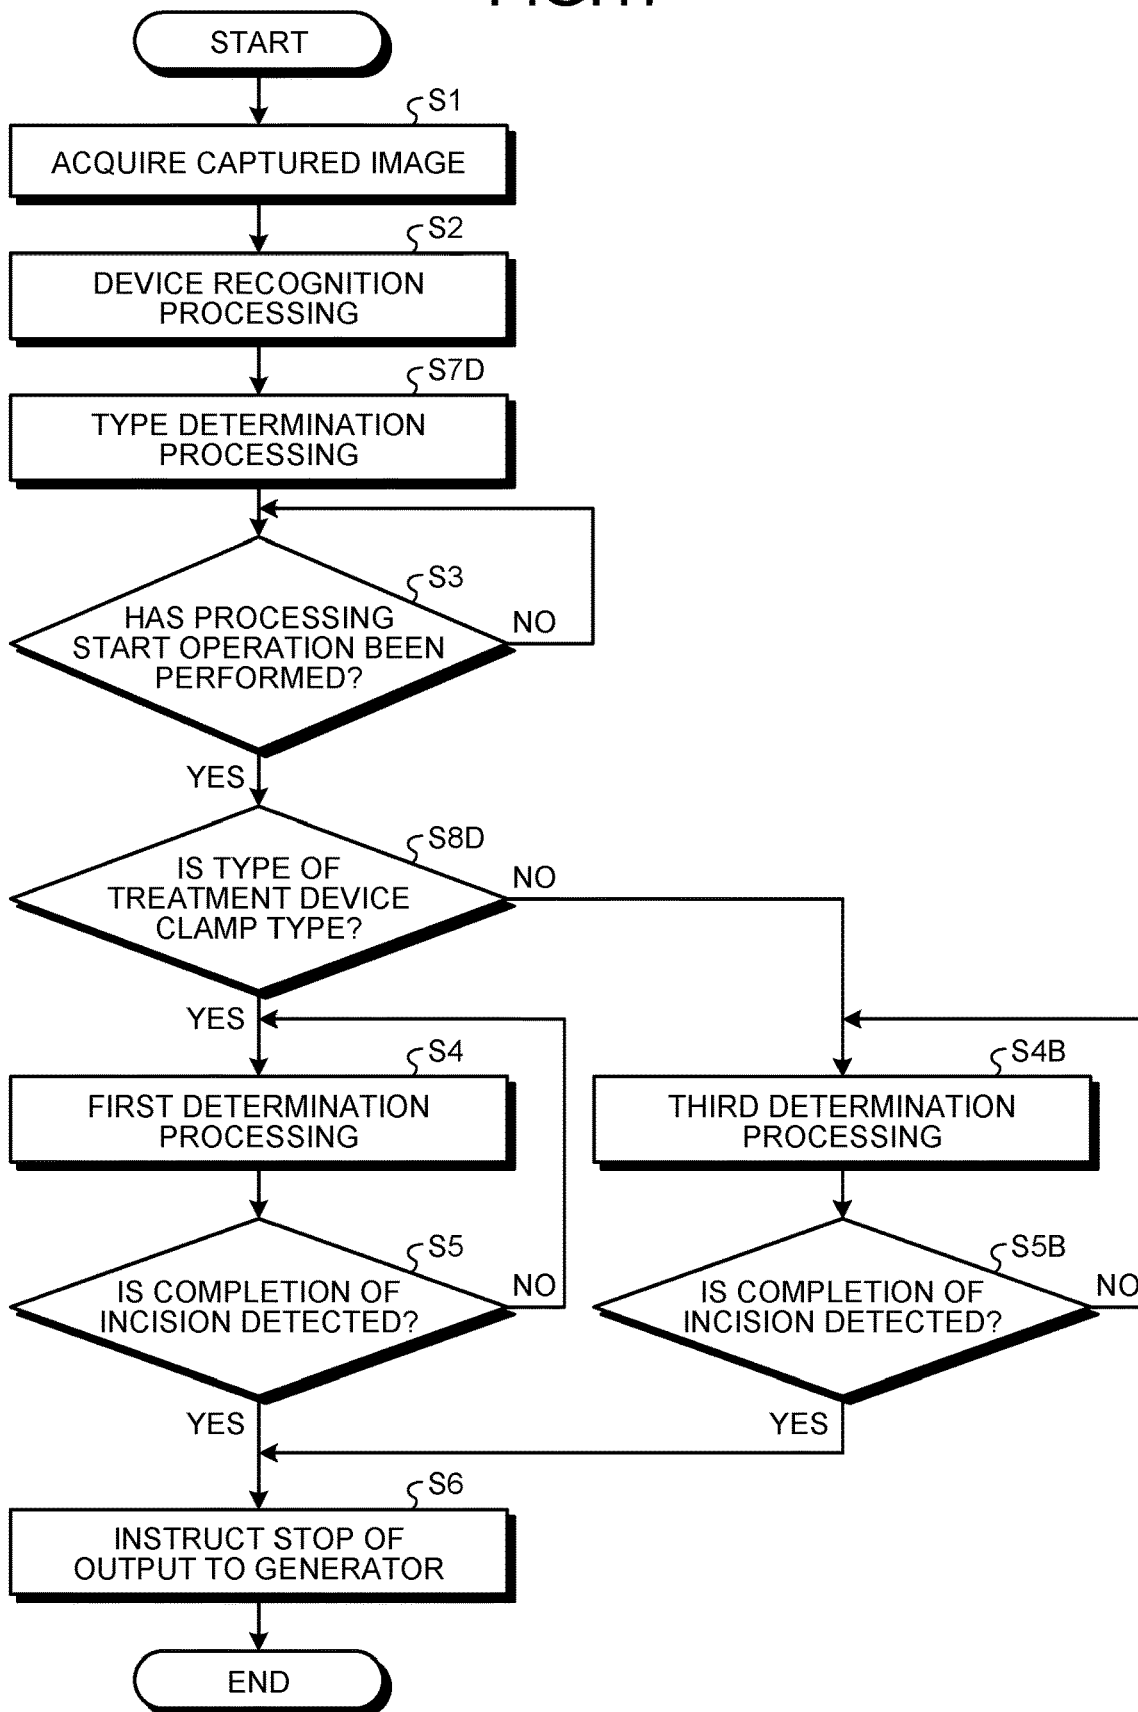 START
S1
ACQUIRE CAPTURED IMAGE
S2
DEVICE RECOGNITION
PROCESSING
S7D
TYPE DETERMINATION
PROCESSING
S3
HAS PROCESSING
START OPERATION BEEN
PERFORMED?
NO
YES
S8D
IS TYPE OF
TREATMENT DEVICE
CLAMP TYPE?
NO
YES
S4
FIRST DETERMINATION
PROCESSING
S4B
THIRD DETERMINATION
PROCESSING
S5
IS COMPLETION OF
INCISION DETECTED?
NO
S5B
IS COMPLETION OF
INCISION DETECTED?
NO
YES
YES
S6
INSTRUCT STOP OF
OUTPUT TO GENERATOR
END